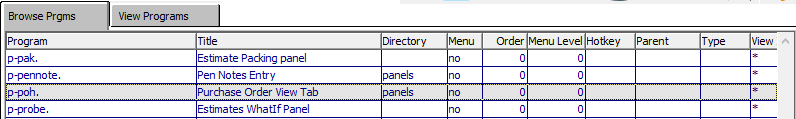 Browse Prgms View Programs
Program Title Directory Menu Order Menu Level Hotkey Parent Type View
p-pak. Estimate Packing panel no 0 0 *
p-pennote. Pen Notes Entry panels no 0 0 *
p-poh. Purchase Order View Tab panels no 0 0 *
p-probe. Estimates WhatIf Panel no 0 0 *